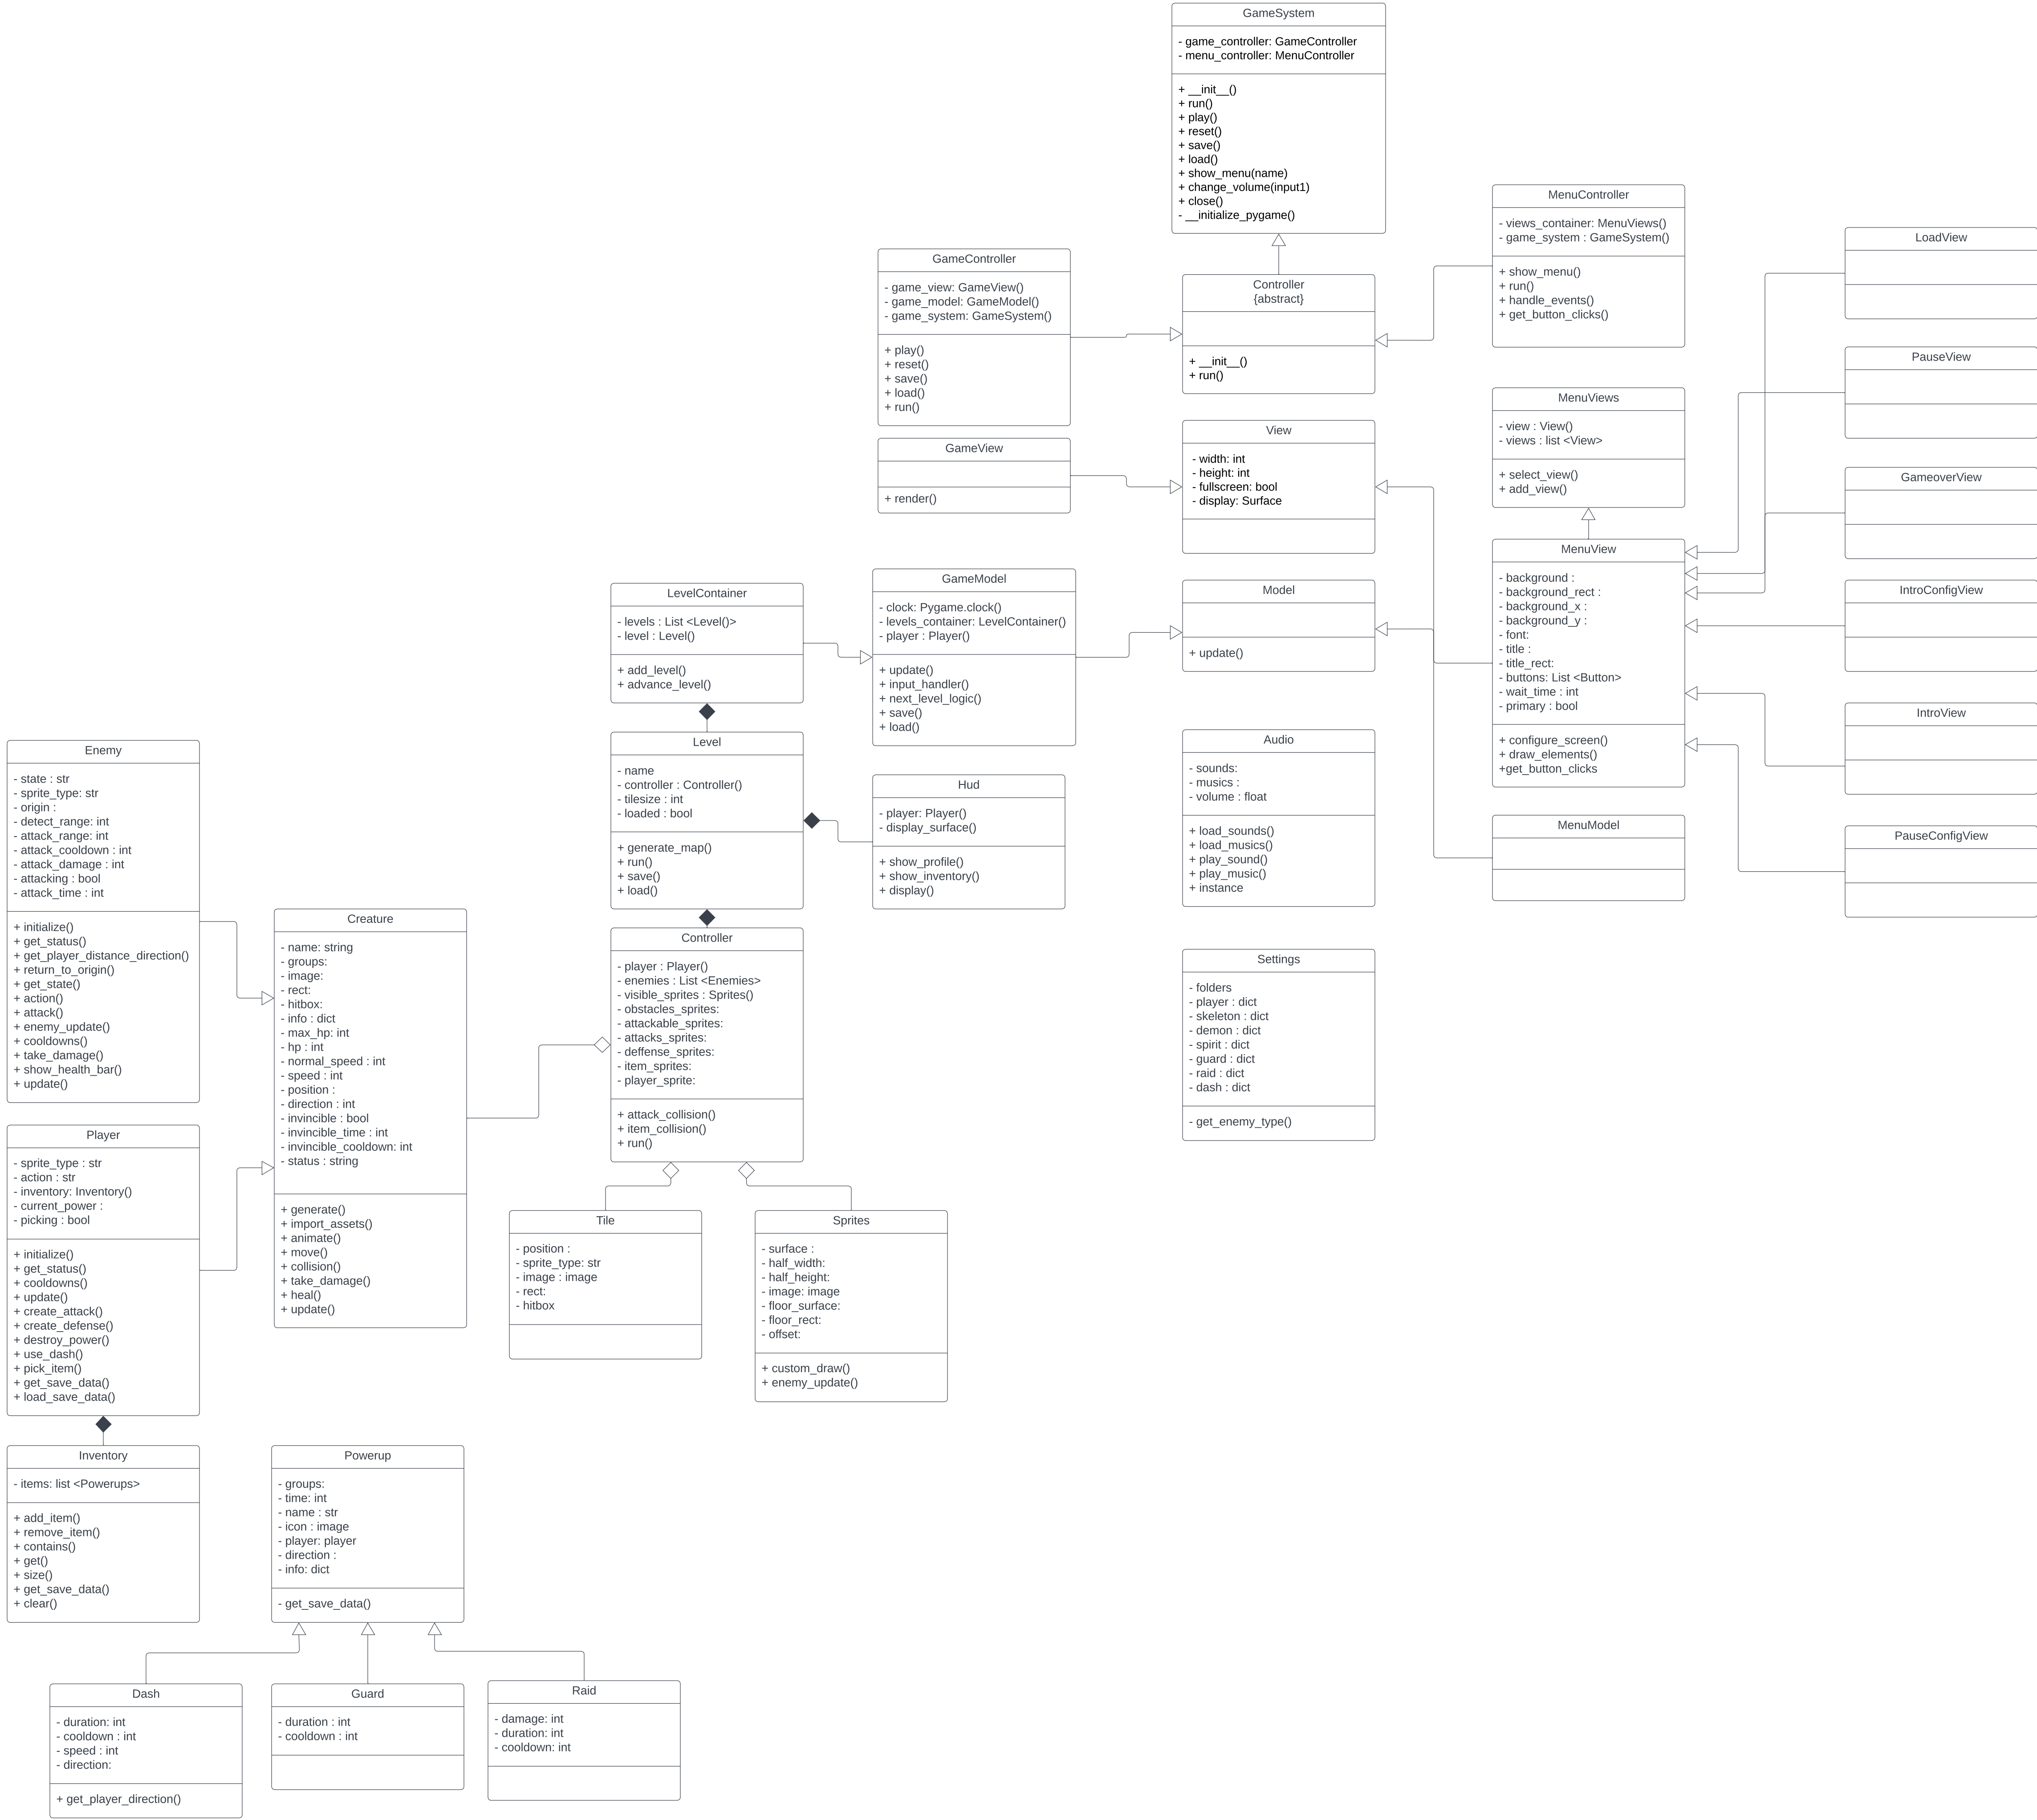 GameSystem
- game_controller: GameController
- menu_controller: MenuController
+ __init__()
+ run()
+ play()
+ reset()
+ save()
+ load()
+ show_menu(name)
+ change_volume(input1)
+ close()
- __initialize_pygame()
MenuController
- views_container: MenuViews()
- game_system : GameSystem()
+ show_menu()
+ run()
+ handle_events()
+ get_button_clicks()
LoadView
GameController
- game_view: GameView()
- game_model: GameModel()
- game_system: GameSystem()
+ play()
+ reset()
+ save()
+ load()
+ run()
Controller
{abstract}
+ __init__()
+ run()
PauseView
MenuViews
- view : View()
- views : list <View>
+ select_view()
+ add_view()
GameView
+ render()
View
- width: int
- height: int
- fullscreen: bool
- display: Surface
GameoverView
MenuView
- background :
- background_rect :
- background_x :
- background_y :
- font:
- title :
- title_rect:
- buttons: List <Button>
- wait_time : int
- primary : bool
+ configure_screen()
+ draw_elements()
+get_button_clicks
IntroConfigView
LevelContainer
- levels : List <Level()>
- level : Level()
+ add_level()
+ advance_level()
GameModel
- clock: Pygame.clock()
- levels_container: LevelContainer()
- player : Player()
+ update()
+ input_handler()
+ next_level_logic()
+ save()
+ load()
Model
+ update()
IntroView
Level
- name
- controller : Controller()
- tilesize : int
- loaded : bool
+ generate_map()
+ run()
+ save()
+ load()
Hud
- player: Player()
- display_surface()
+ show_profile()
+ show_inventory()
+ display()
Audio
- sounds:
- musics :
- volume : float
+ load_sounds()
+ load_musics()
+ play_sound()
+ play_music()
+ instance
MenuModel
PauseConfigView
Enemy
- state : str
- sprite_type: str
- origin :
- detect_range: int
- attack_range: int
- attack_cooldown : int
- attack_damage : int
- attacking : bool
- attack_time : int
+ initialize()
+ get_status()
+ get_player_distance_direction()
+ return_to_origin()
+ get_state()
+ action()
+ attack()
+ enemy_update()
+ cooldowns()
+ take_damage()
+ show_health_bar()
+ update()
Creature
- name: string
- groups:
- image:
- rect:
- hitbox:
- info : dict
- max_hp: int
- hp : int
- normal_speed : int
- speed : int
- position :
- direction : int
- invincible : bool
- invincible_time : int
- invincible_cooldown: int
- status : string
+ generate()
+ import_assets()
+ animate()
+ move()
+ collision()
+ take_damage()
+ heal()
+ update()
Controller
- player : Player()
- enemies : List <Enemies>
- visible_sprites : Sprites()
- obstacles_sprites:
- attackable_sprites:
- attacks_sprites:
- deffense_sprites:
- item_sprites:
- player_sprite:
+ attack_collision()
+ item_collision()
+ run()
Settings
- folders
- player : dict
- skeleton : dict
- demon : dict
- spirit : dict
- guard : dict
- raid : dict
- dash : dict
- get_enemy_type()
Player
- sprite_type : str
- action : str
- inventory: Inventory()
- current_power :
- picking : bool
+ initialize()
+ get_status()
+ cooldowns()
+ update()
+ create_attack()
+ create_defense()
+ destroy_power()
+ use_dash()
+ pick_item()
+ get_save_data()
+ load_save_data()
Tile
- position :
- sprite_type: str
- image : image
- rect:
- hitbox
Sprites
- surface :
- half_width:
- half_height:
- image: image
- floor_surface:
- floor_rect:
- offset:
+ custom_draw()
+ enemy_update()
Inventory
- items: list <Powerups>
+ add_item()
+ remove_item()
+ contains()
+ get()
+ size()
+ get_save_data()
+ clear()
Powerup
- groups:
- time: int
- name : str
- icon : image
- player: player
- direction :
- info: dict
- get_save_data()
Dash
- duration: int
- cooldown : int
- speed : int
- direction:
+ get_player_direction()
Guard
- duration : int
- cooldown : int
Raid
- damage: int
- duration: int
- cooldown: int